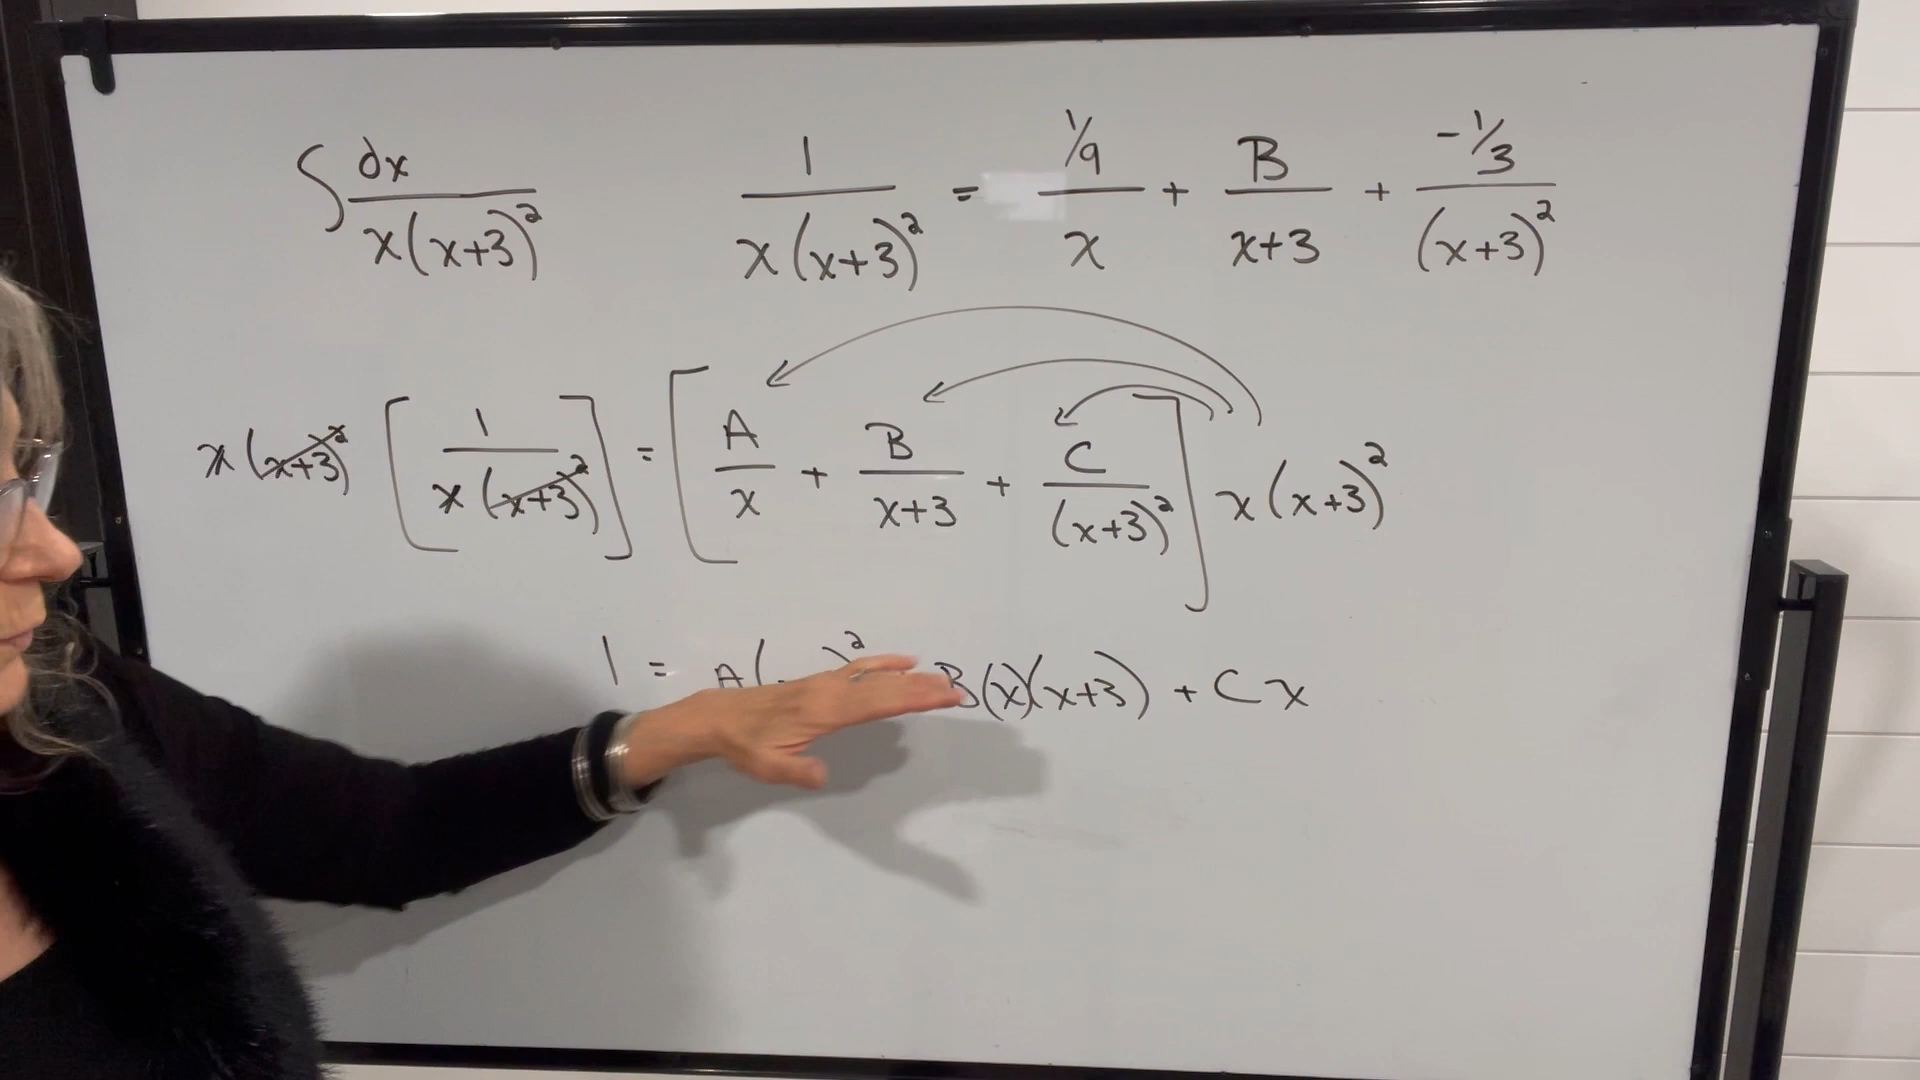 ∫ dx / x(x+3)² 1 / x(x+3)² = 1/9 / x + B / x+3 + -1/3 / (x+3)²
x(x+3)² [ 1 / x(x+3)² ] = [ A / x + B / x+3 + C / (x+3)² ] x(x+3)²
1 = A( )² B(x)(x+3) + Cx